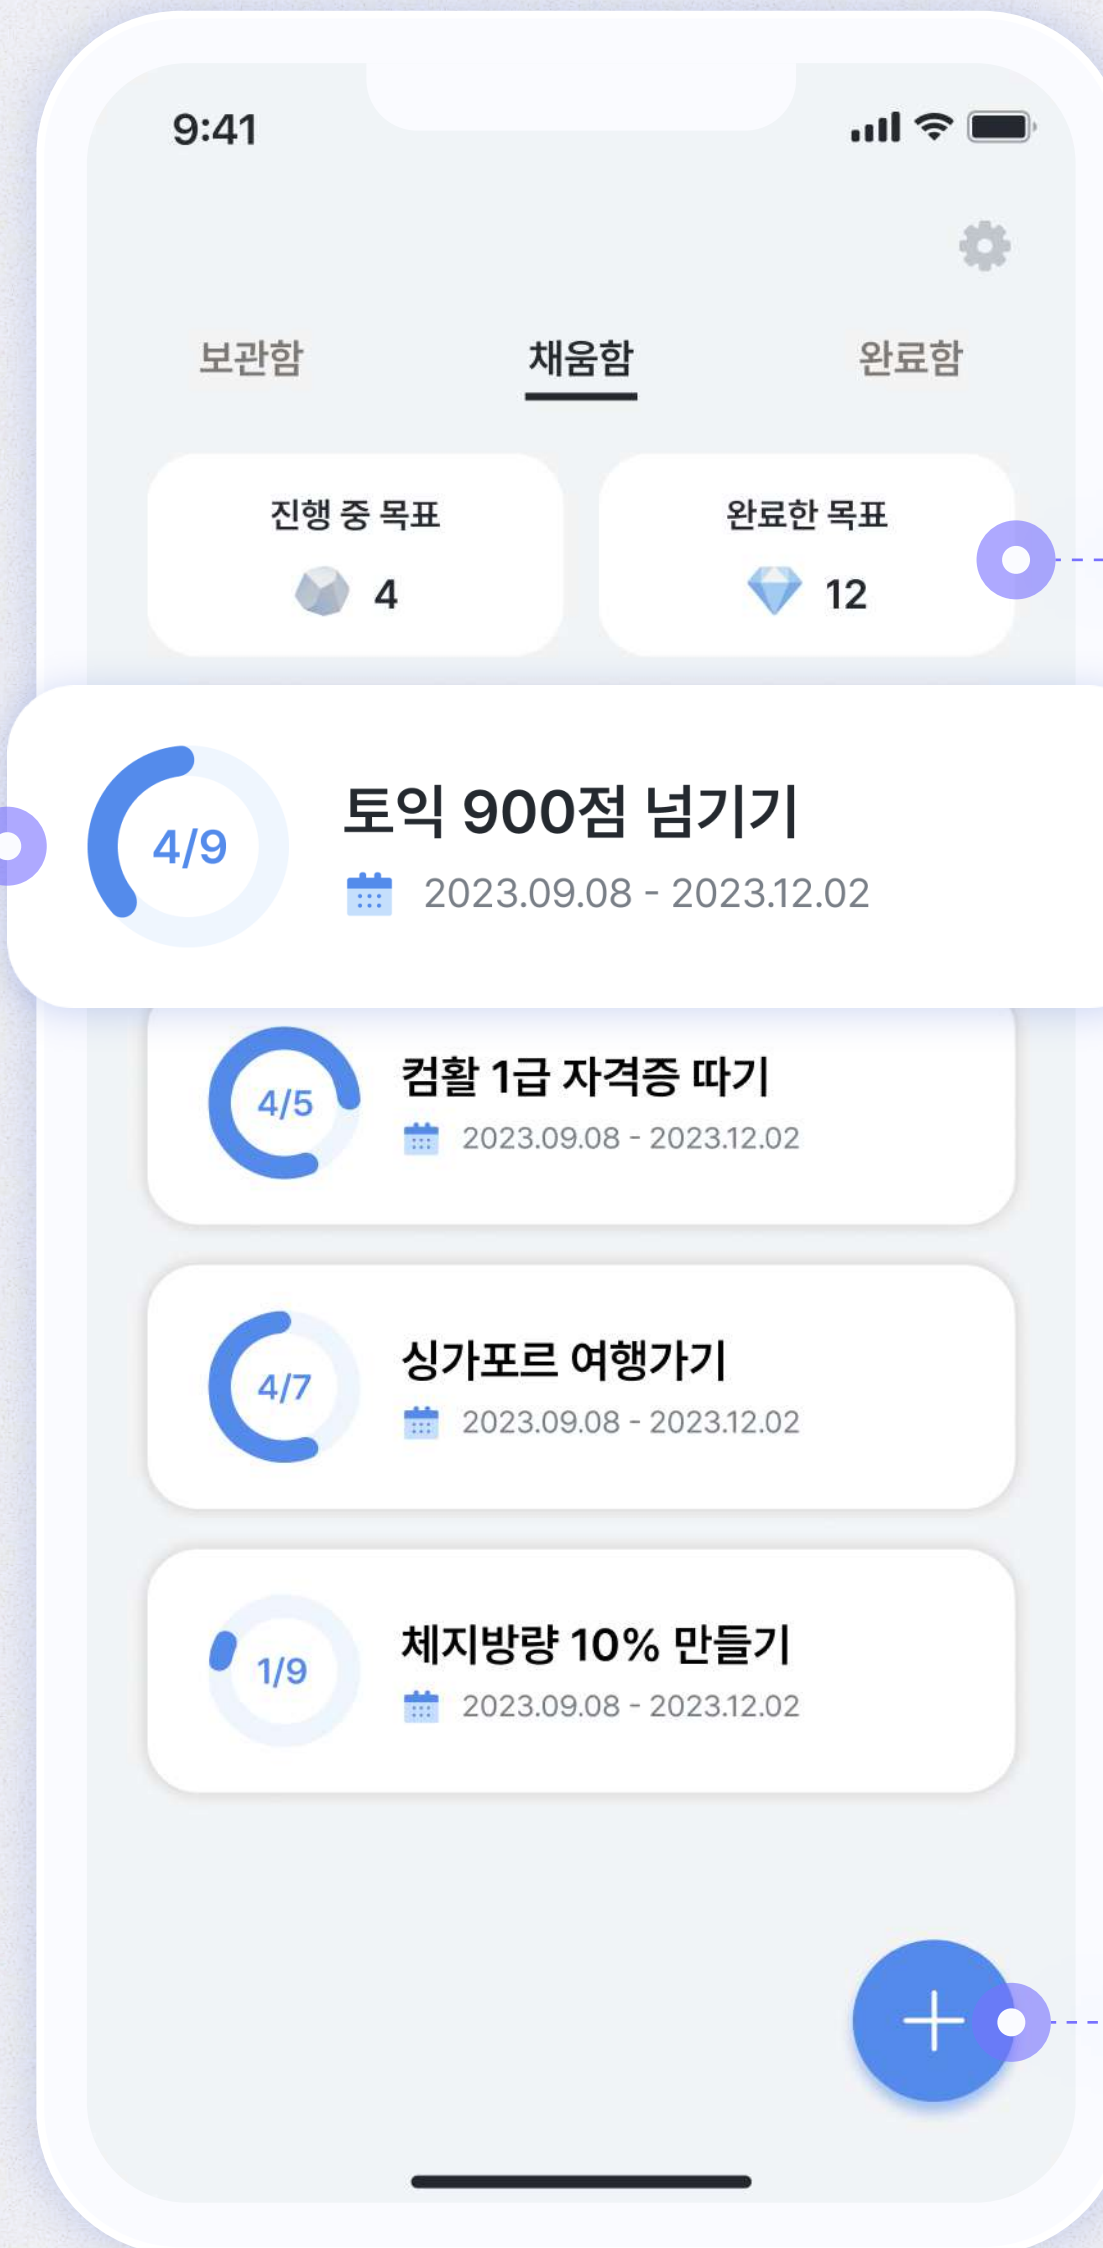 9:41
보관함 채움함 완료함
진행 중 목표 완료한 목표
4 12
토익 900점 넘기기
4/9
2023.09.08 - 2023.12.02
컴활 1급 자격증 따기
4/5
2023.09.08 - 2023.12.02
싱가포르 여행가기
4/7
2023.09.08 - 2023.12.02
체지방량 10% 만들기
1/9
2023.09.08 - 2023.12.02